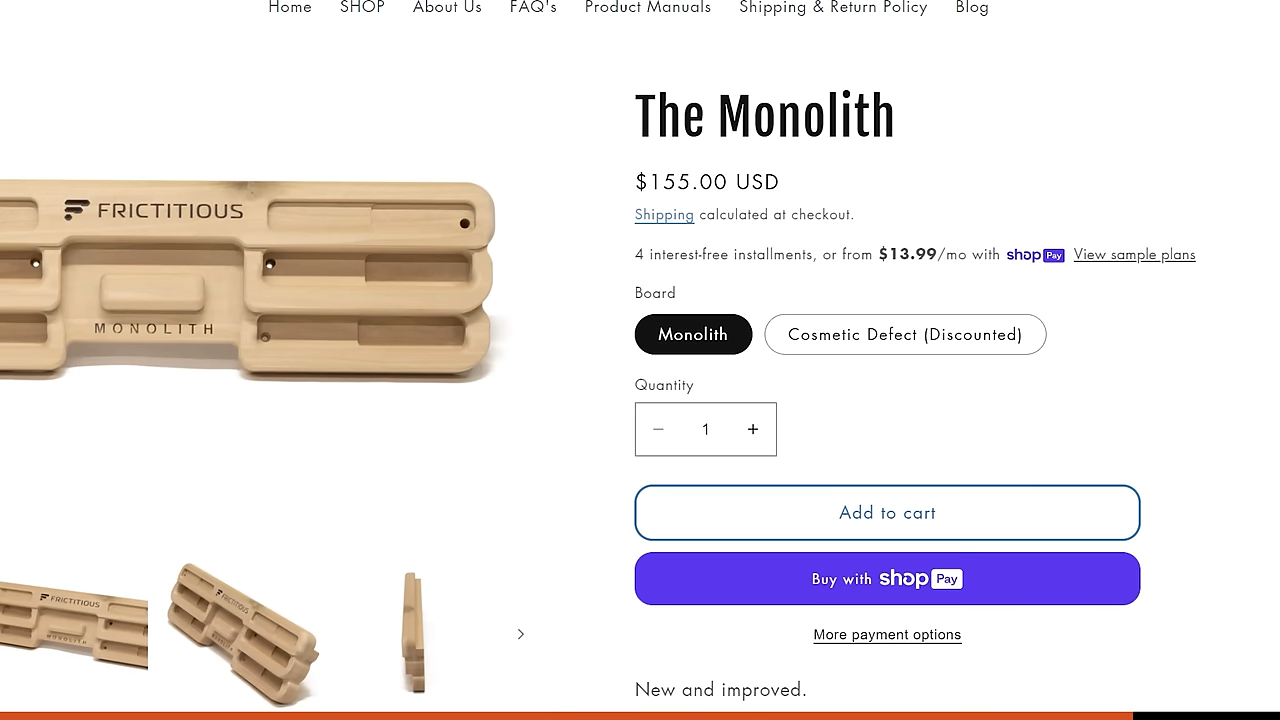 Home SHOP About Us FAQ's Product Manuals Shipping & Return Policy Blog
The Monolith
$155.00 USD
Shipping calculated at checkout.
4 interest-free installments, or from $13.99/mo with shop Pay View sample plans
Board
Monolith Cosmetic Defect (Discounted)
Quantity
− 1 +
Add to cart
Buy with shop Pay
More payment options
New and improved.
FRICTITIOUS
MONOLITH
FRICTITIOUS
MONOLITH
FRICTITIOUS